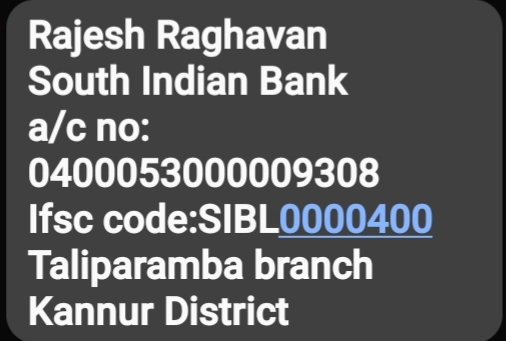 Rajesh Raghavan
South Indian Bank
a/c no:
0400053000009308
Ifsc code:SIBL0000400
Taliparamba branch
Kannur District